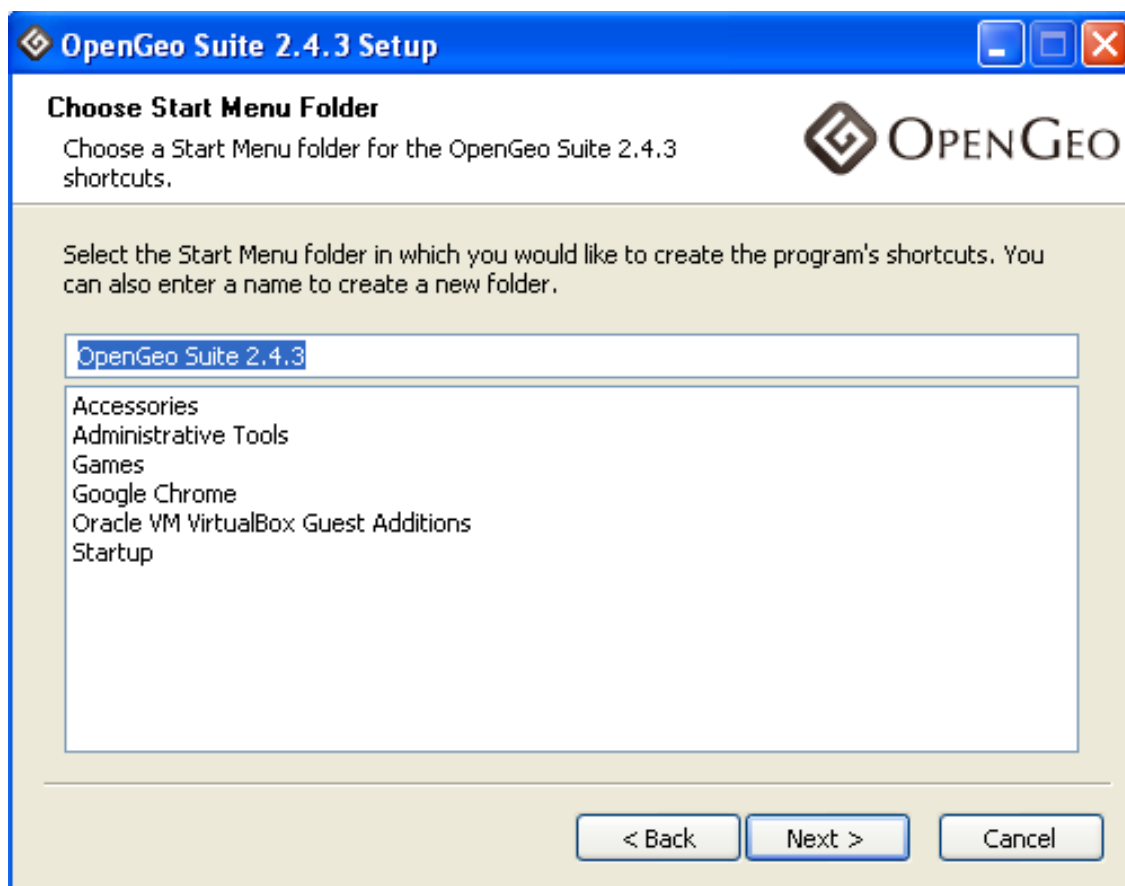 OpenGeo Suite 2.4.3 Setup
Choose Start Menu Folder
Choose a Start Menu folder for the OpenGeo Suite 2.4.3
shortcuts.
OPENGEO
Select the Start Menu folder in which you would like to create the program's shortcuts. You
can also enter a name to create a new folder.
OpenGeo Suite 2.4.3
Accessories
Administrative Tools
Games
Google Chrome
Oracle VM VirtualBox Guest Additions
Startup
< Back Next > Cancel